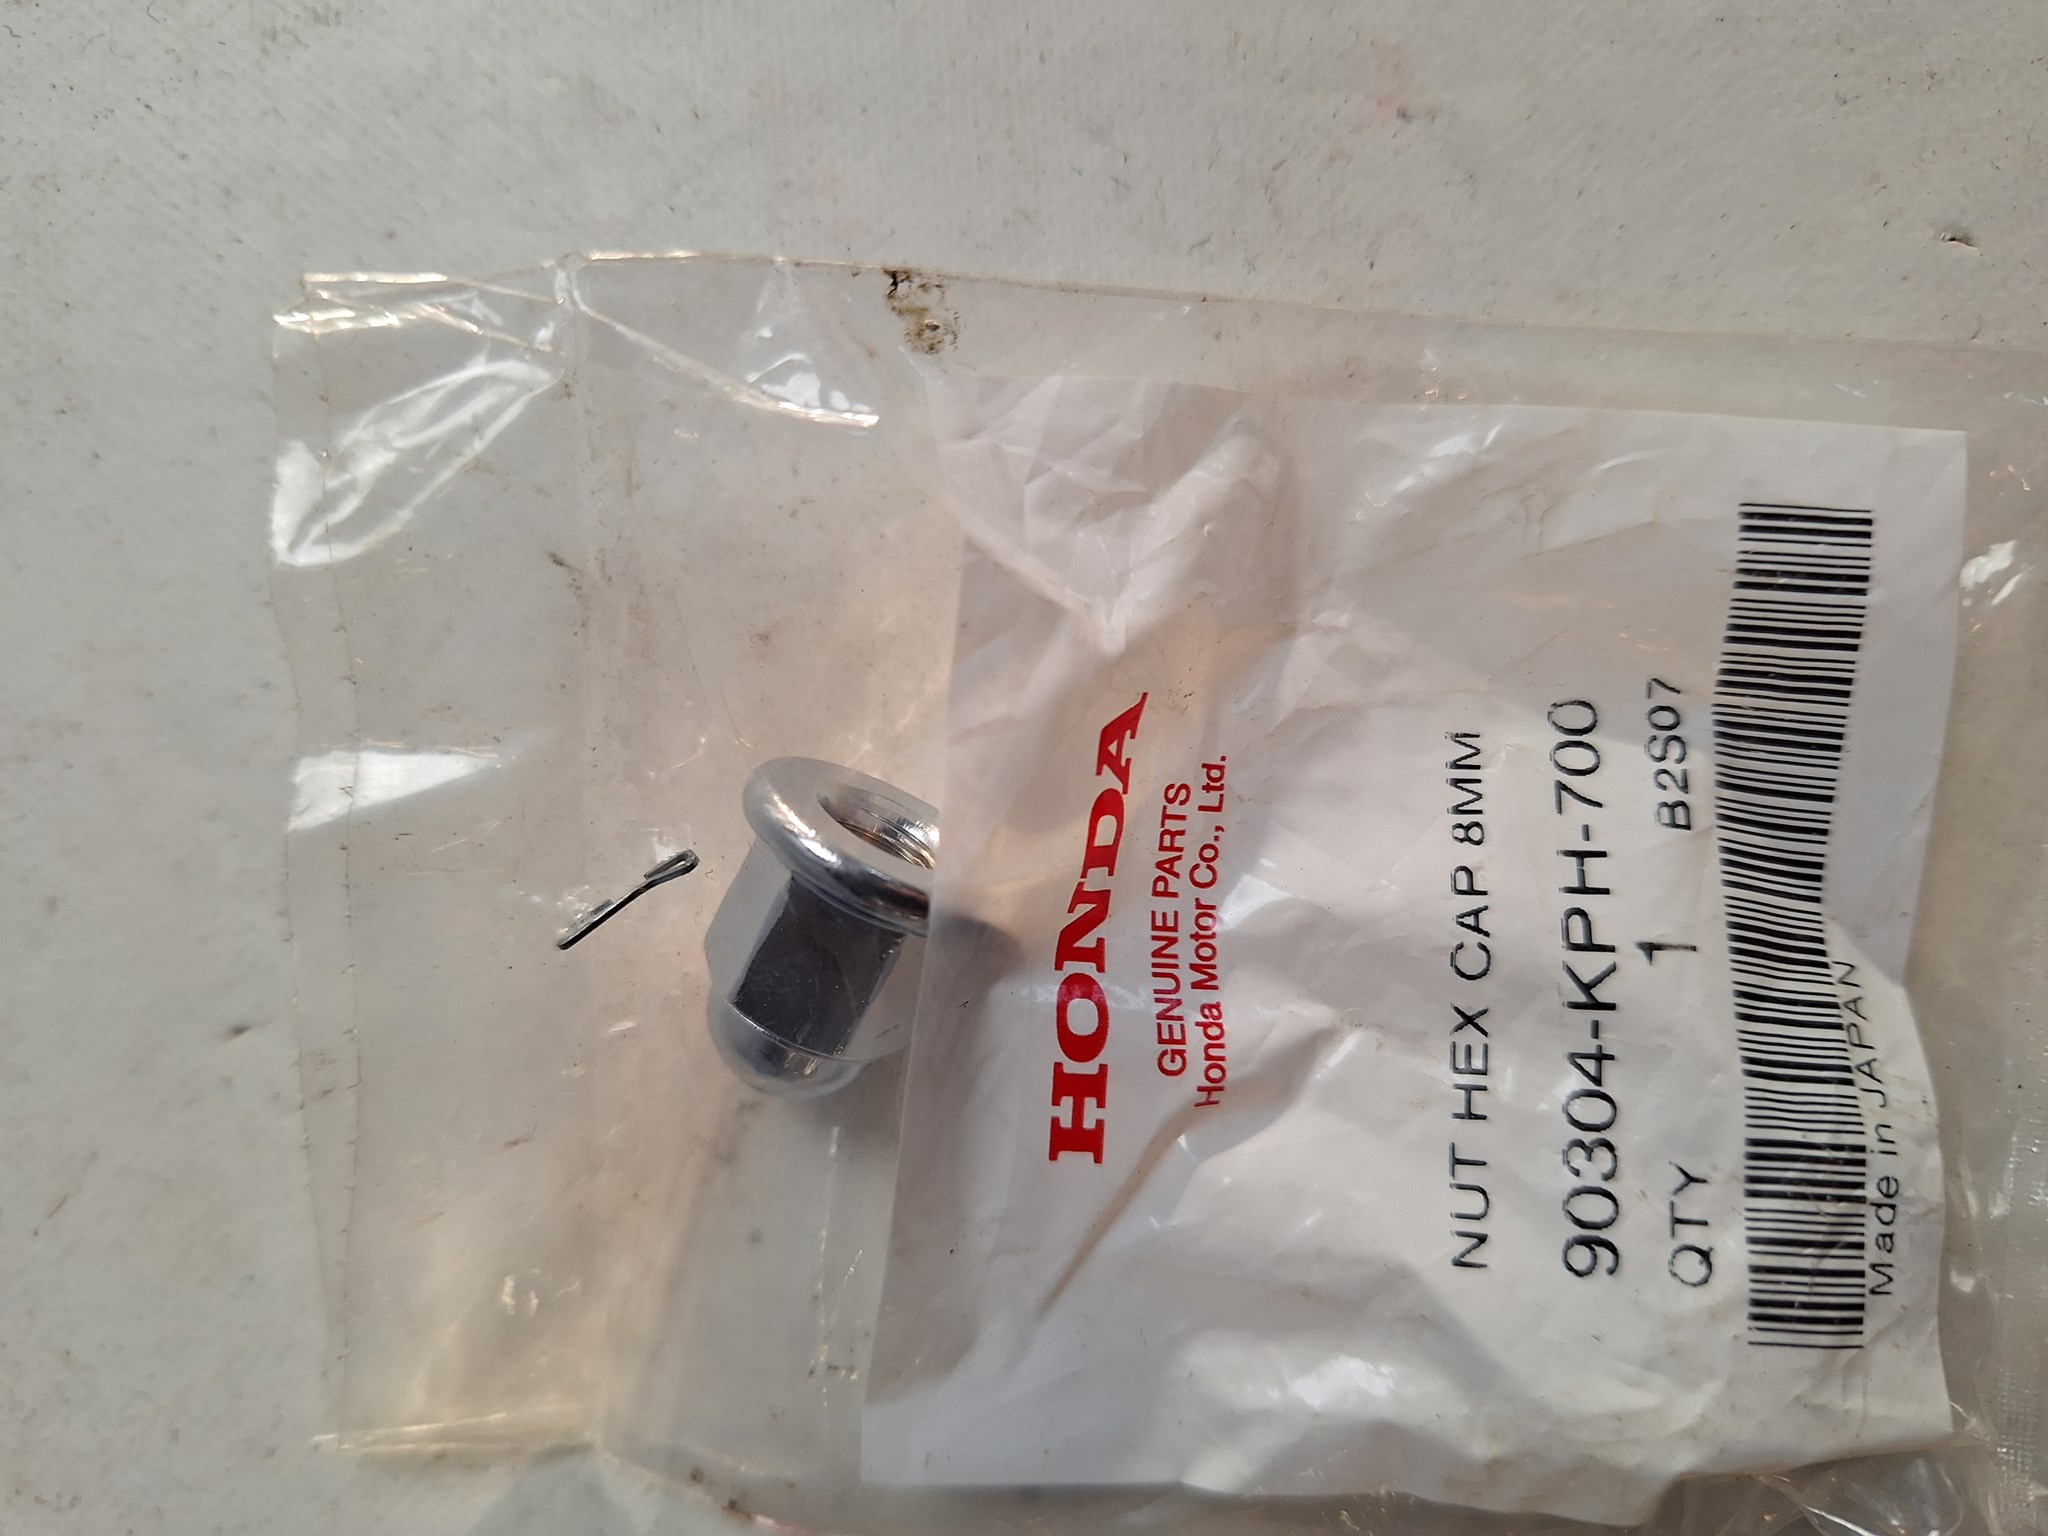 HONDA
GENUINE PARTS
Honda Motor Co., Ltd.
NUT HEX CAP 8MM
90304-KPH-700
QTY 1 B2S07
Made in JAPAN